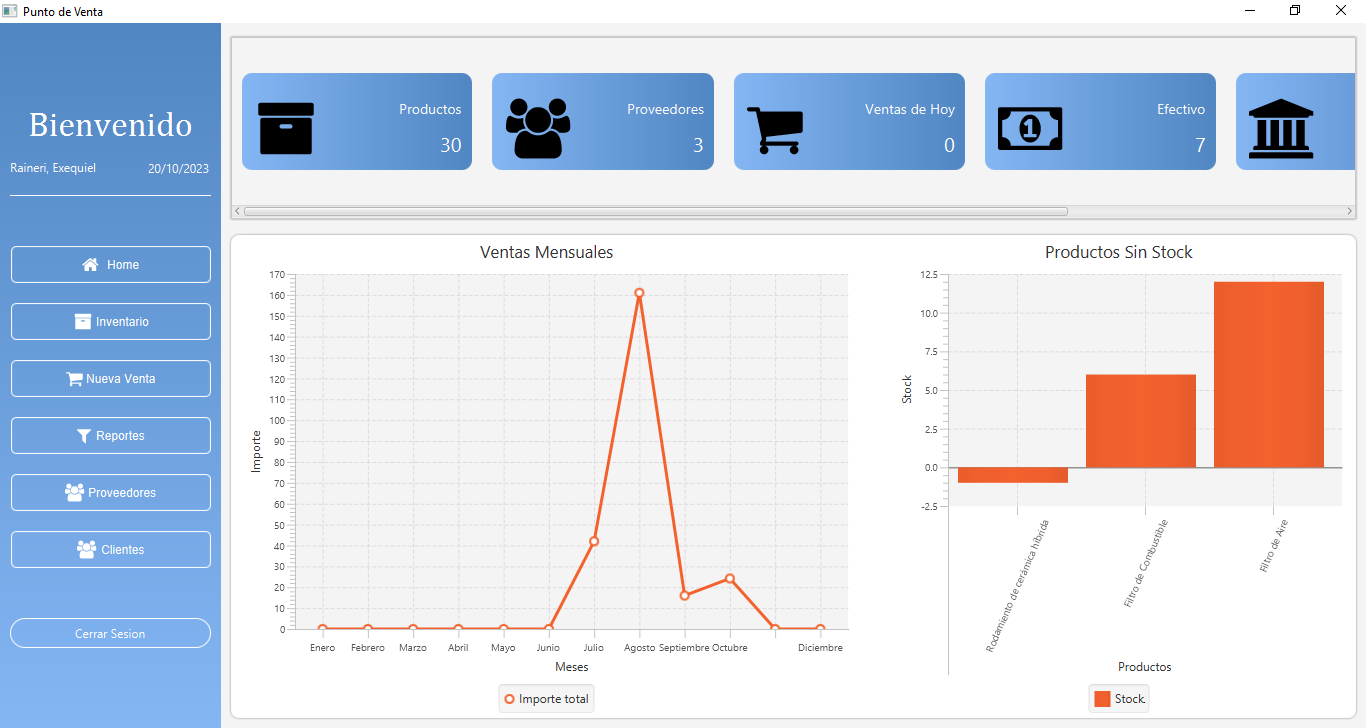 Punto de Venta
Bienvenido
Raineri, Exequiel 20/10/2023
Home
Inventario
Nueva Venta
Reportes
Proveedores
Clientes
Cerrar Sesion
Productos
30
Proveedores
3
Ventas de Hoy
0
1
Efectivo
7
Ventas Mensuales
170
160
150
140
130
120
110
100
90
80
70
60
50
40
30
20
10
0
Importe
Enero Febrero Marzo Abril Mayo Junio Julio Agosto Septiembre Octubre Diciembre
Meses
Importe total
Productos Sin Stock
12.5
10.0
7.5
5.0
2.5
0.0
-2.5
Stock
Rodamiento de cerámica híbrida
Filtro de Combustible
Filtro de Aire
Productos
Stock.